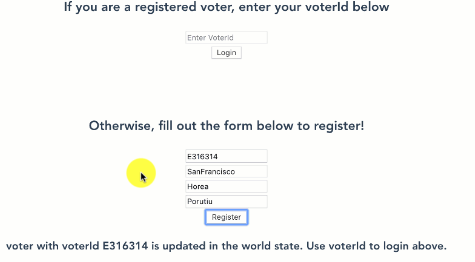 If you are a registered voter, enter your voterId below
Enter VoterId
Login
Otherwise, fill out the form below to register!
E316314
SanFrancisco
Horea
Porutiu
Register
voter with voterId E316314 is updated in the world state. Use voterId to login above.